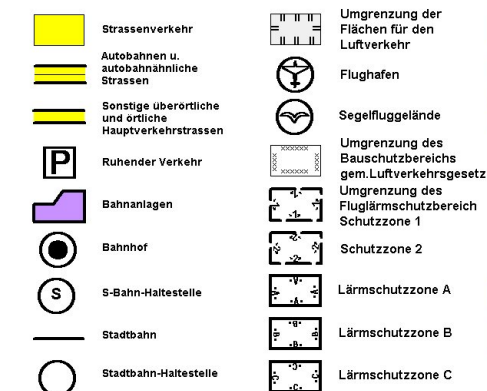 Strassenverkehr
Autobahnen u.
autobahnähnliche
Strassen
Sonstige überörtliche
und örtliche
Hauptverkehrstrassen
P
Ruhender Verkehr
Bahnanlagen
Bahnhof
S
S-Bahn-Haltestelle
Stadtbahn
Stadtbahn-Haltestelle
Umgrenzung der
Flächen für den
Luftverkehr
Flughafen
Segelfluggelände
Umgrenzung des
Bauschutzbereichs
gem.Luftverkehrsgesetz
Umgrenzung des
Fluglärmschutzbereich
Schutzzone 1
Schutzzone 2
Lärmschutzzone A
Lärmschutzzone B
Lärmschutzzone C